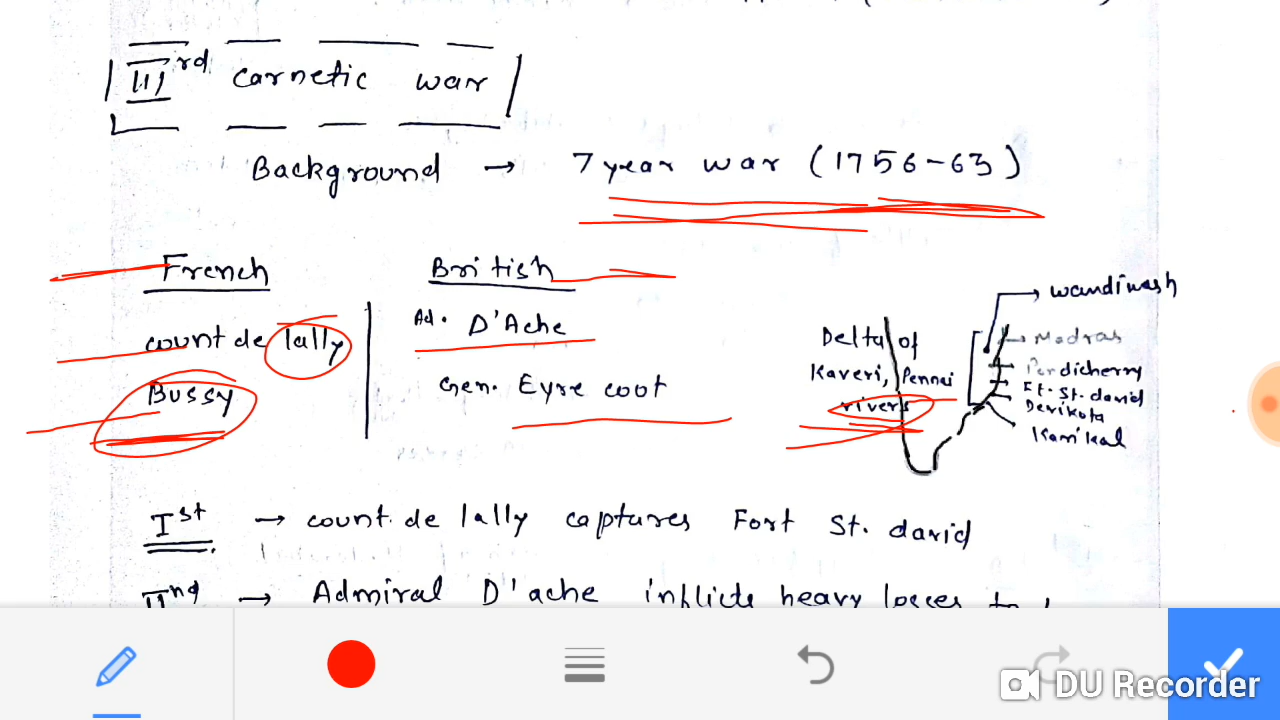 IIIrd carnetic war
Background → 7 year war (1756-63)
French
British
count de lally
Ad. D'Ache
BUSSY
Gen. Eyre coot
wandiwash
Delta of
Kaveri, Pennai
rivers
Madras
Pondicherry
Ft. St. david
Devikota
Karikal
Ist → count de lally captures Fort St. david
IInd → Admiral D'ache inflicts heavy losses to
DU Recorder